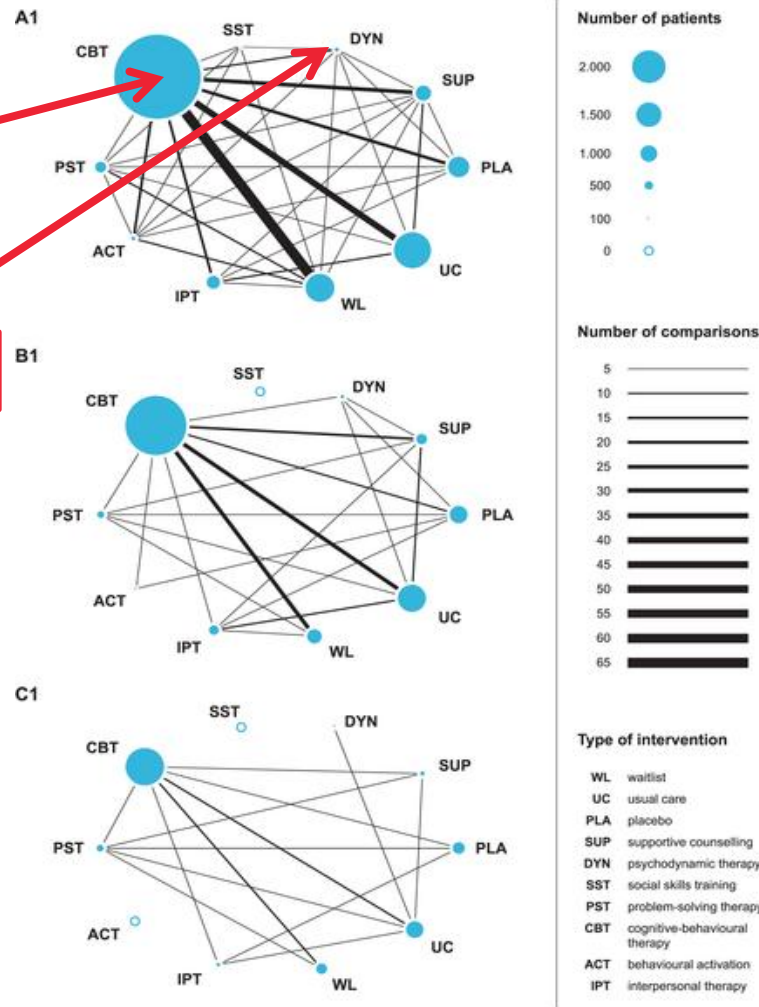 A1
SST
DYN
CBT
SUP
PST
PLA
ACT
UC
IPT
WL
B1
SST
DYN
CBT
SUP
PST
PLA
ACT
UC
IPT
WL
C1
SST
DYN
CBT
SUP
PST
PLA
ACT
UC
IPT
WL
Number of patients
2.000
1.500
1.000
500
100
0
Number of comparisons
5
10
15
20
25
30
35
40
45
50
55
60
65
Type of intervention
WL waitlist
UC usual care
PLA placebo
SUP supportive counselling
DYN psychodynamic therapy
SST social skills training
PST problem-solving therapy
CBT cognitive-behavioural
therapy
ACT behavioural activation
IPT interpersonal therapy